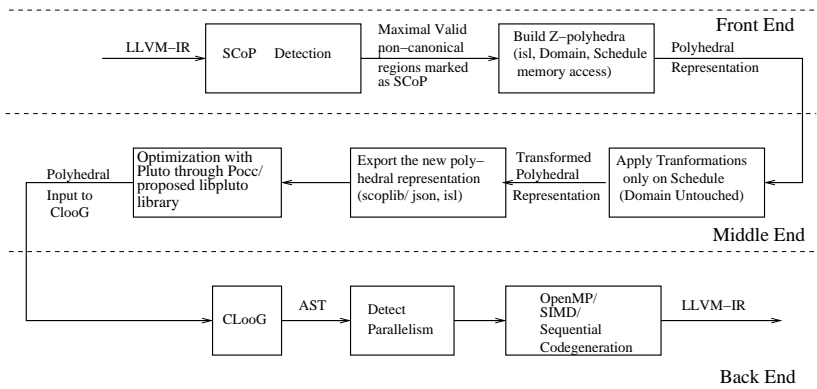 Front End
LLVM−IR
SCoP Detection
Maximal Valid
non−canonical
regions marked
as SCoP
Build Z−polyhedra
(isl, Domain, Schedule
memory access)
Polyhedral
Representation
Polyhedral
Input to
ClooG
Optimization with
Pluto through Pocc/
proposed libpluto
library
Export the new poly−
hedral representation
(scoplib/ json, isl)
Transformed
Polyhedral
Representation
Apply Tranformations
only on Schedule
(Domain Untouched)
Middle End
CLooG
AST
Detect
Parallelism
OpenMP/
SIMD/
Sequential
Codegeneration
LLVM−IR
Back End